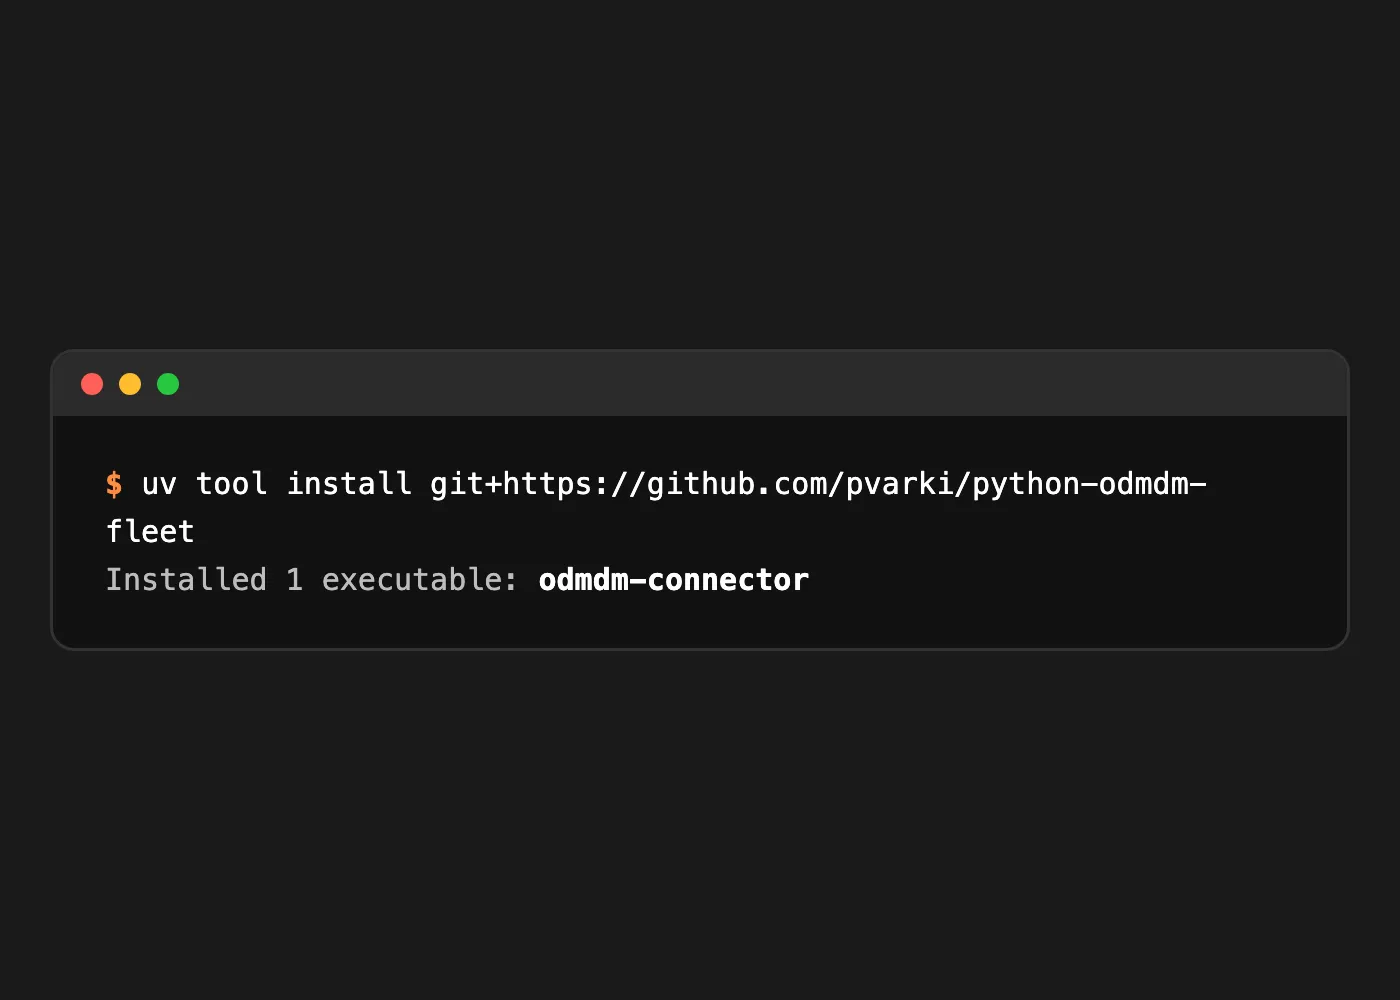 $ uv tool install git+https://github.com/pvarki/python-odmdm-
fleet
Installed 1 executable: odmdm-connector